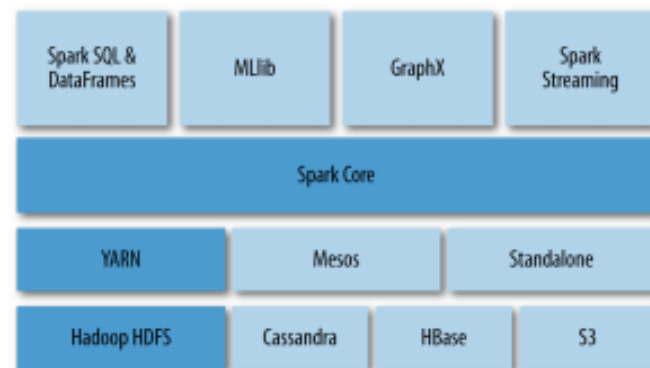 Spark SQL &
DataFrames
MLlib
GraphX
Spark
Streaming
Spark Core
YARN
Mesos
Standalone
Hadoop HDFS
Cassandra
HBase
S3